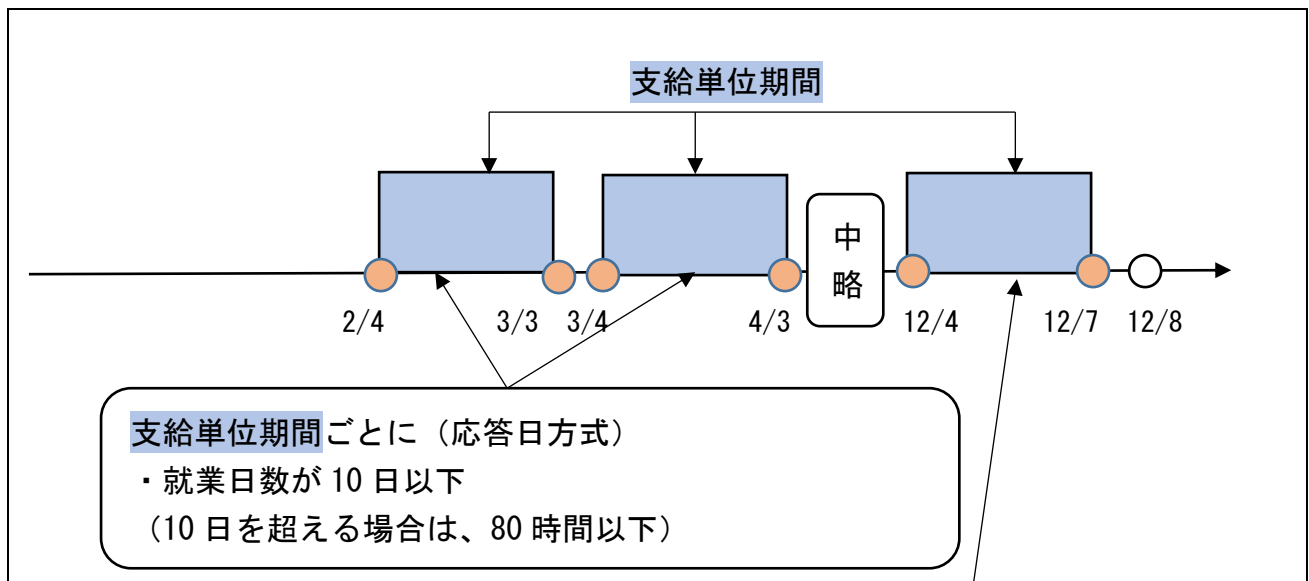 支給単位期間
中
略
2/4 3/3 3/4 4/3 12/4 12/7 12/8
支給単位期間ごとに（応答日方式）
・就業日数が 10 日以下
（10 日を超える場合は、80 時間以下）